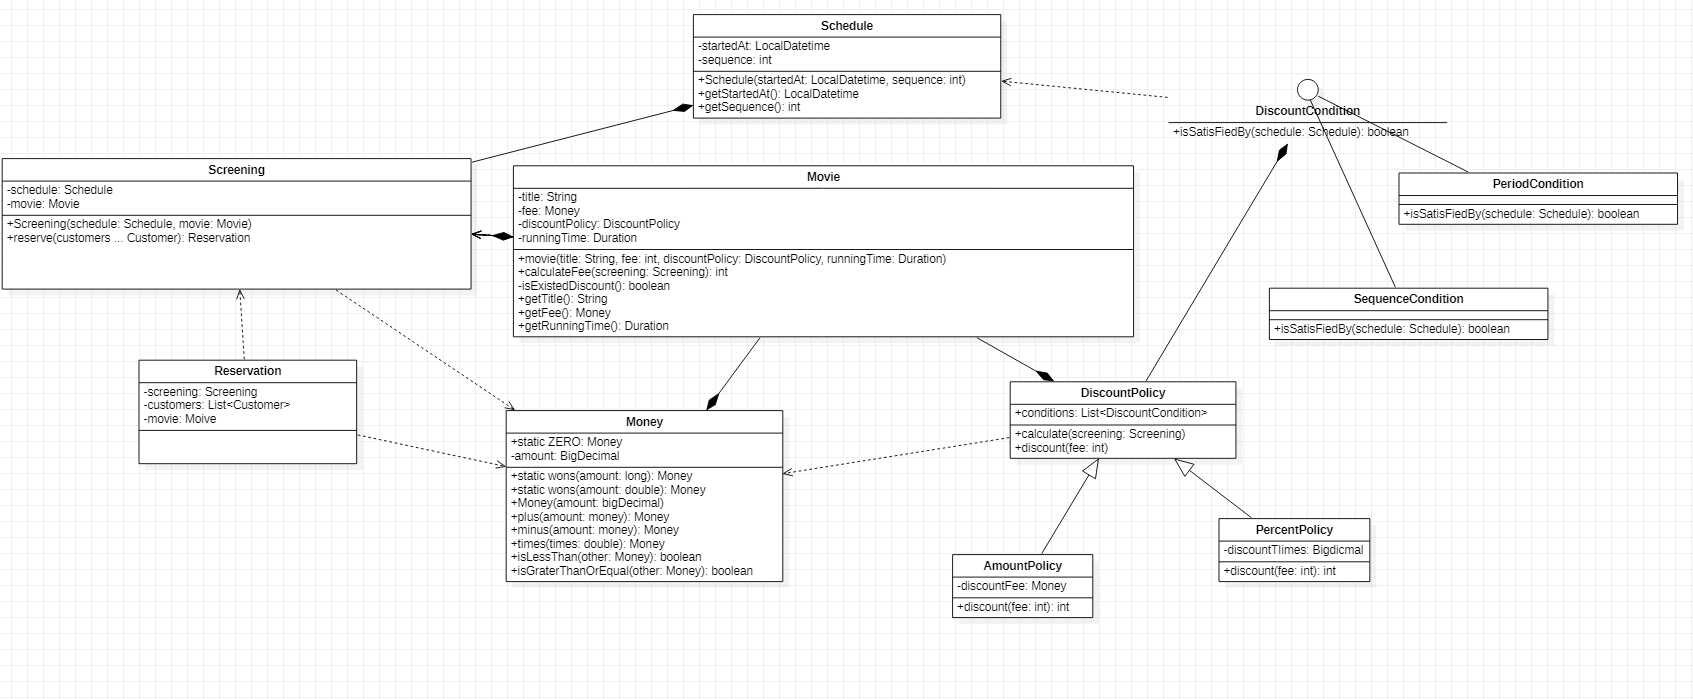 Schedule
-startedAt: LocalDatetime
-sequence: int
+Schedule(startedAt: LocalDatetime, sequence: int)
+getStartedAt(): LocalDatetime
+getSequence(): int
DiscountCondition
+isSatisFiedBy(schedule: Schedule): boolean
Screening
-schedule: Schedule
-movie: Movie
+Screening(schedule: Schedule, movie: Movie)
+reserve(customers ... Customer): Reservation
Movie
-title: String
-fee: Money
-discountPolicy: DiscountPolicy
-runningTime: Duration
+movie(title: String, fee: int, discountPolicy: DiscountPolicy, runningTime: Duration)
+calculateFee(screening: Screening): int
-isExistedDiscount(): boolean
+getTitle(): String
+getFee(): Money
+getRunningTime(): Duration
PeriodCondition
+isSatisFiedBy(schedule: Schedule): boolean
SequenceCondition
+isSatisFiedBy(schedule: Schedule): boolean
Reservation
-screening: Screening
-customers: List<Customer>
-movie: Moive
Money
+static ZERO: Money
-amount: BigDecimal
+static wons(amount: long): Money
+static wons(amount: double): Money
+Money(amount: bigDecimal)
+plus(amount: money): Money
+minus(amount: money): Money
+times(times: double): Money
+isLessThan(other: Money): boolean
+isGraterThanOrEqual(other: Money): boolean
DiscountPolicy
+conditions: List<DiscountCondition>
+calculate(screening: Screening)
+discount(fee: int)
AmountPolicy
-discountFee: Money
+discount(fee: int): int
PercentPolicy
-discountTIimes: Bigdicmal
+discount(fee: int): int